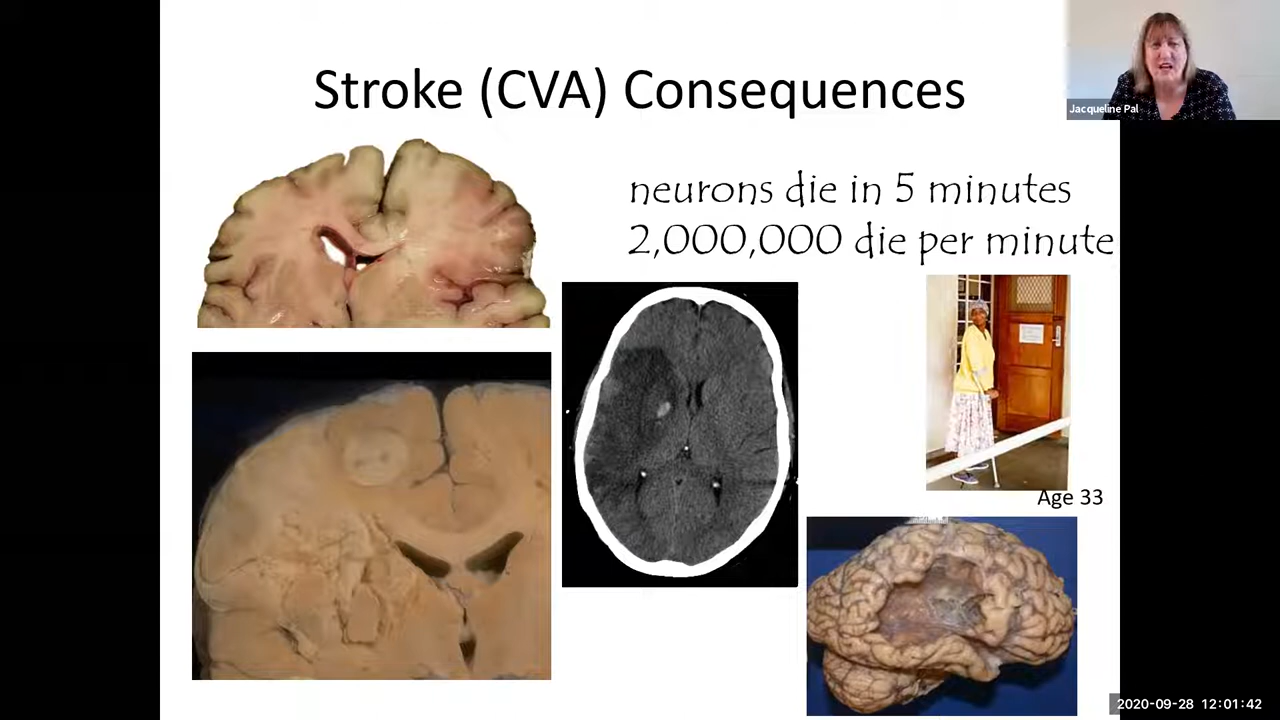 Stroke (CVA) Consequences
Jacqueline Pal
neurons die in 5 minutes
2,000,000 die per minute
Age 33
2020-09-28 12:01:42